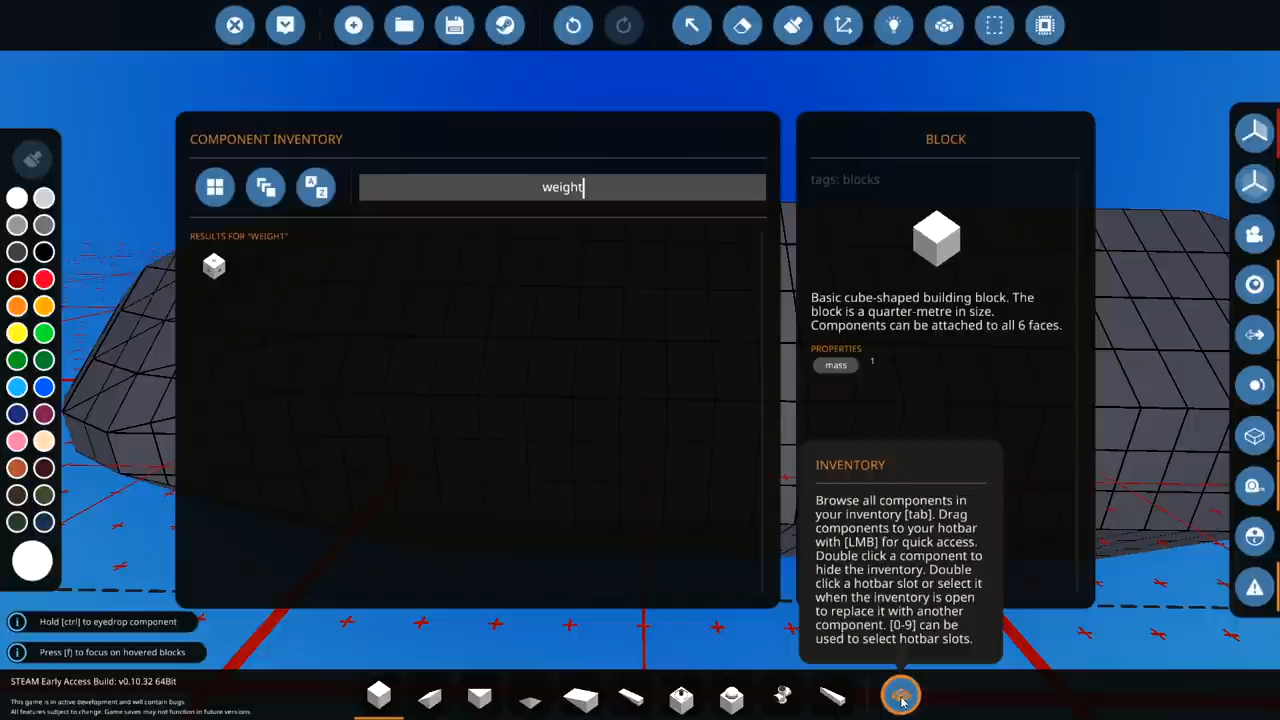 COMPONENT INVENTORY
A
Z
weight
RESULTS FOR "WEIGHT"
BLOCK
tags: blocks
Basic cube-shaped building block. The
block is a quarter-metre in size.
Components can be attached to all 6 faces.
PROPERTIES
mass 1
INVENTORY
Browse all components in
your inventory [tab]. Drag
components to your hotbar
with [LMB] for quick access.
Double click a component to
hide the inventory. Double
click a hotbar slot or select it
when the inventory is open
to replace it with another
component. [0-9] can be
used to select hotbar slots.
Hold [ctrl] to eyedrop component
Press [f] to focus on hovered blocks
STEAM Early Access Build: v0.10.32 64Bit
This game is in active development and will contain bugs.
All features subject to change. Game saves may not function in future versions.